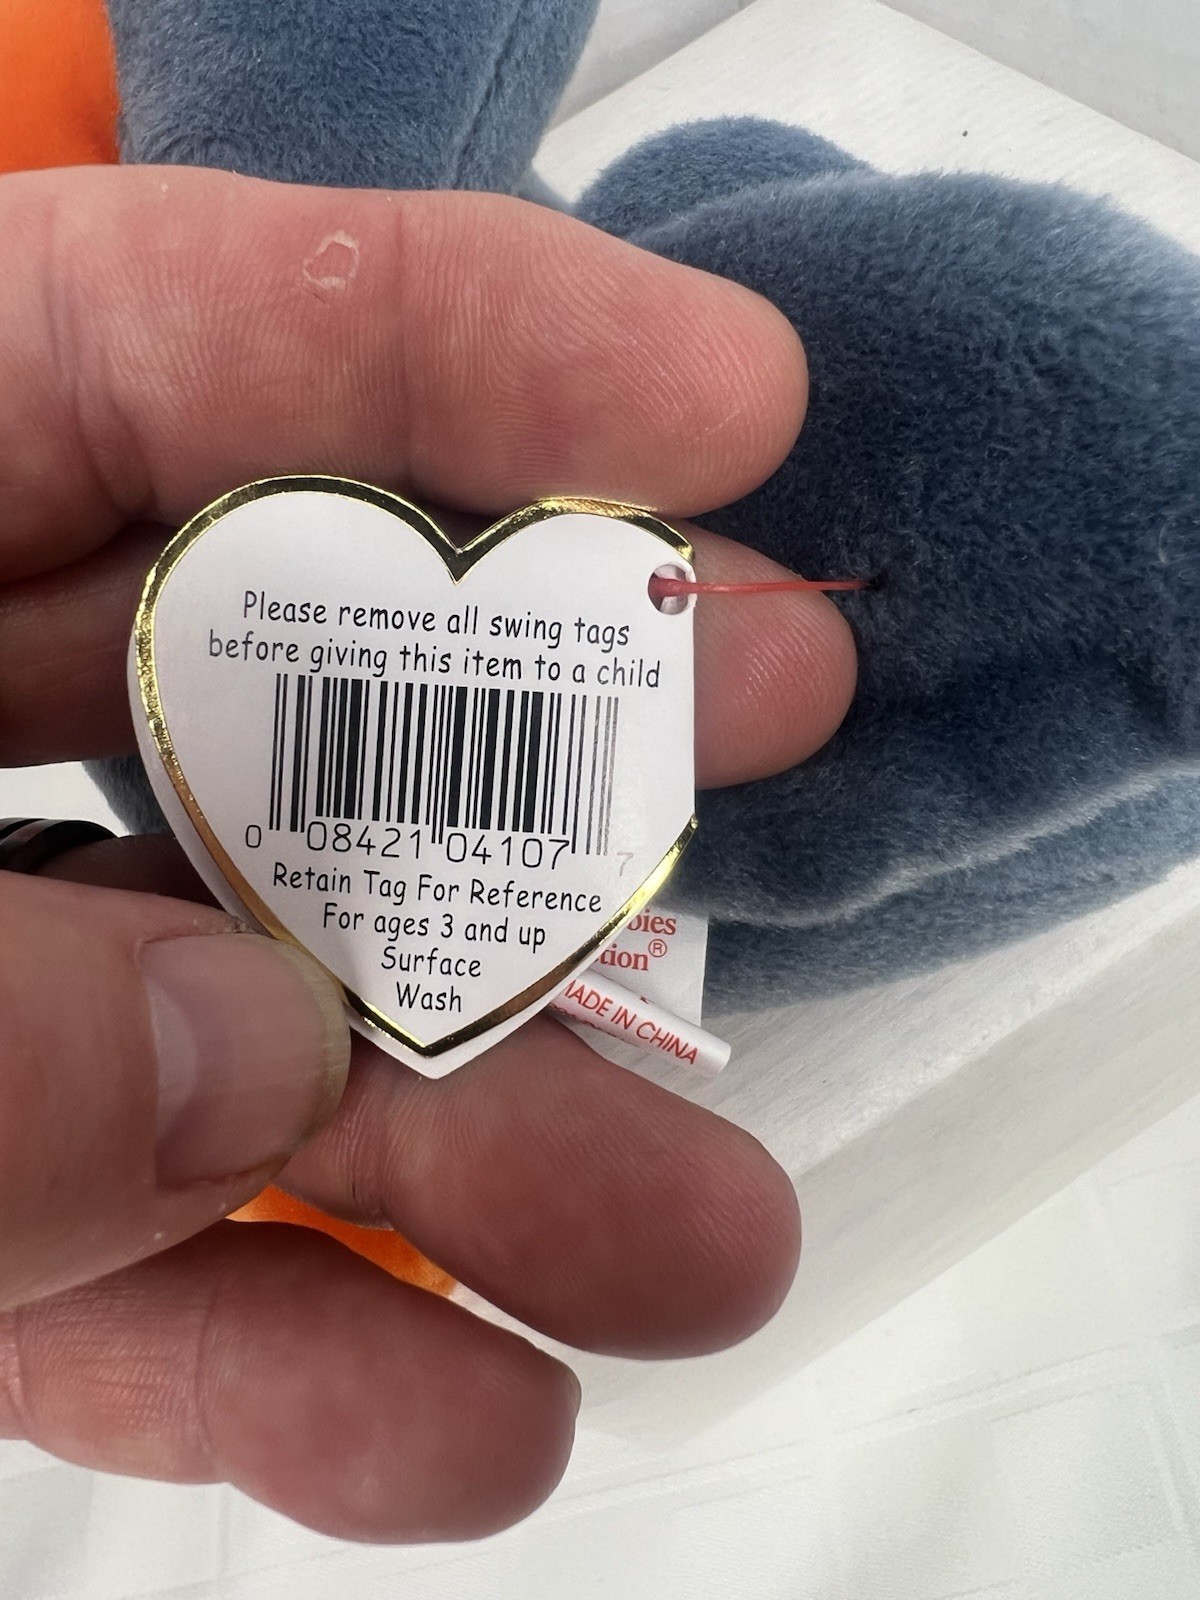 Please remove all swing tags
before giving this item to a child
0 08421 04107 7
Retain Tag For Reference
For ages 3 and up
Surface
Wash
MADE IN CHINA